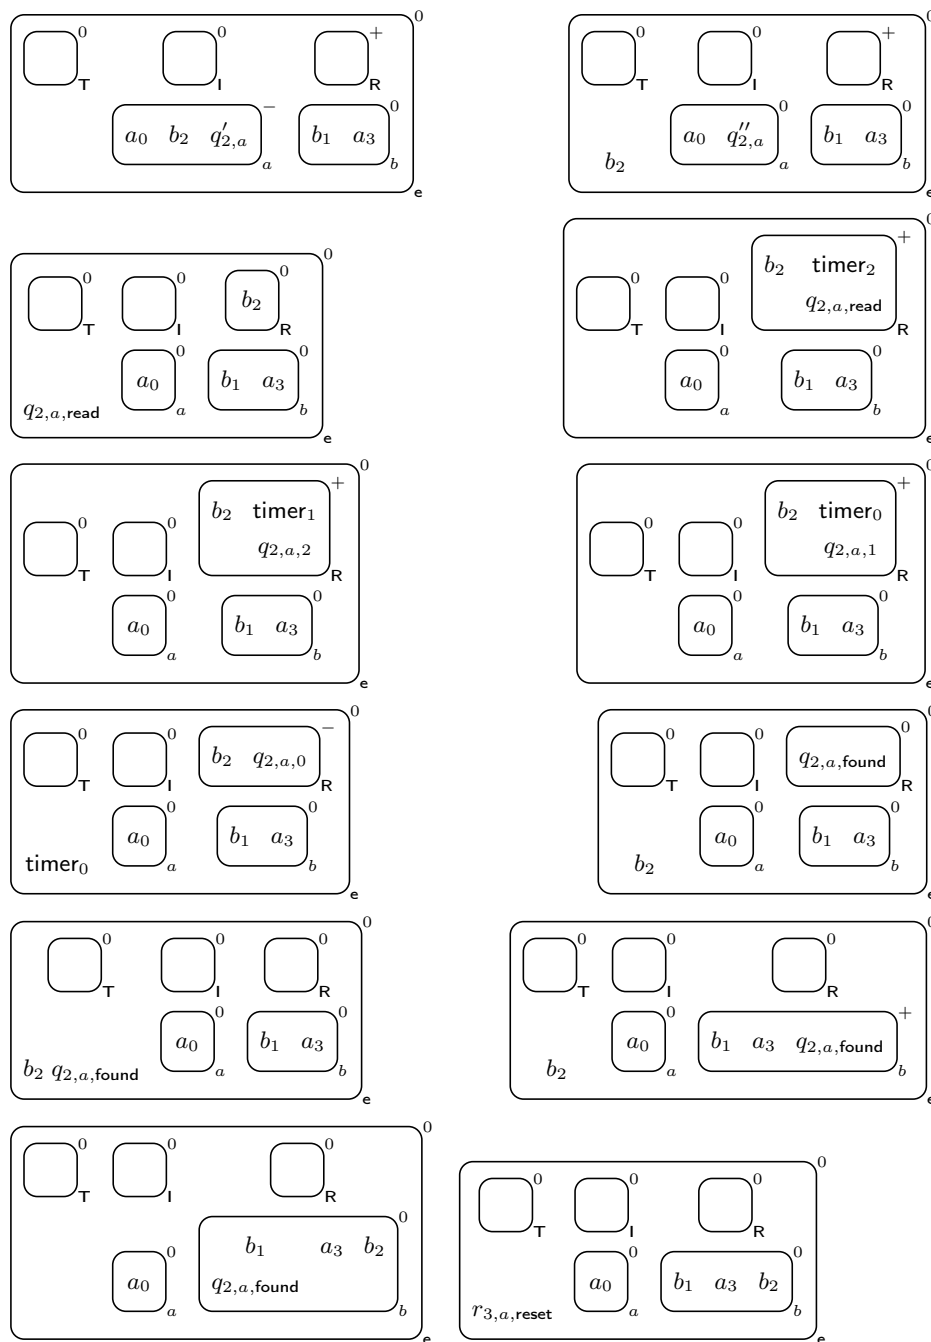 0
0 0 +
T I R
− 0
a₀ b₂ q′₂,ₐ b₁ a₃
a b
e
0
0 0 +
T I R
0 0
a₀ q″₂,ₐ b₁ a₃
b₂ a b
e
0
0 0 0
b₂
T I R
0 0
a₀ b₁ a₃
q₂,ₐ,read a b
e
0
+
b₂ timer₂
0 0
q₂,ₐ,read
T I R
0 0
a₀ b₁ a₃
a b
e
0
+
b₂ timer₁
0 0
q₂,ₐ,₂
T I R
0 0
a₀ b₁ a₃
a b
e
0
+
b₂ timer₀
0 0
q₂,ₐ,₁
T I R
0 0
a₀ b₁ a₃
a b
e
0
0 0 −
b₂ q₂,ₐ,₀
T I R
0 0
a₀ b₁ a₃
timer₀ a b
e
0
0 0 0
q₂,ₐ,found
T I R
0 0
a₀ b₁ a₃
b₂ a b
e
0
0 0 0
T I R
0 0
a₀ b₁ a₃
b₂ q₂,ₐ,found a b
e
0
0 0 0
T I R
0 +
a₀ b₁ a₃ q₂,ₐ,found
b₂ a b
e
0
0 0 0
T I R
0
b₁ a₃ b₂
0
a₀ q₂,ₐ,found
a b
e
0
0 0 0
T I R
0 0
a₀ b₁ a₃ b₂
r₃,ₐ,reset a b
e